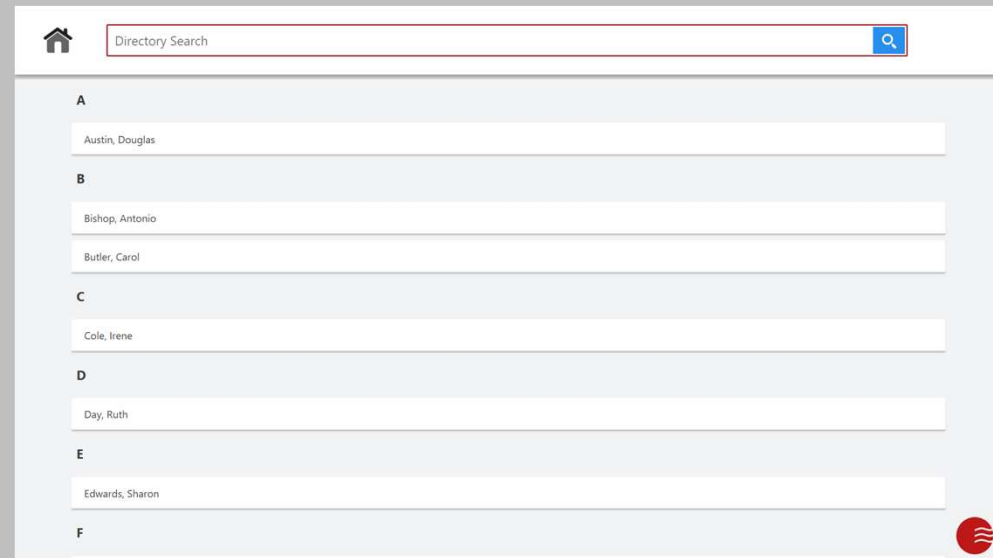 Directory Search
A
Austin, Douglas
B
Bishop, Antonio
Butler, Carol
C
Cole, Irene
D
Day, Ruth
E
Edwards, Sharon
F